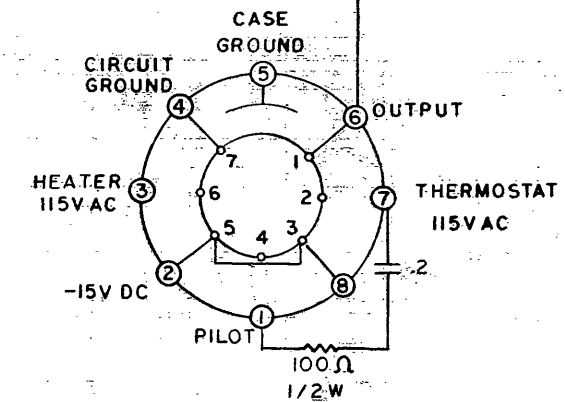 CASE
GROUND
5
CIRCUIT
GROUND
4
6
OUTPUT
7
1
HEATER
115V AC
3
6
2
7
THERMOSTAT
115V AC
5
3
4
2
8
.2
-15V DC
1
PILOT
100Ω
1/2W